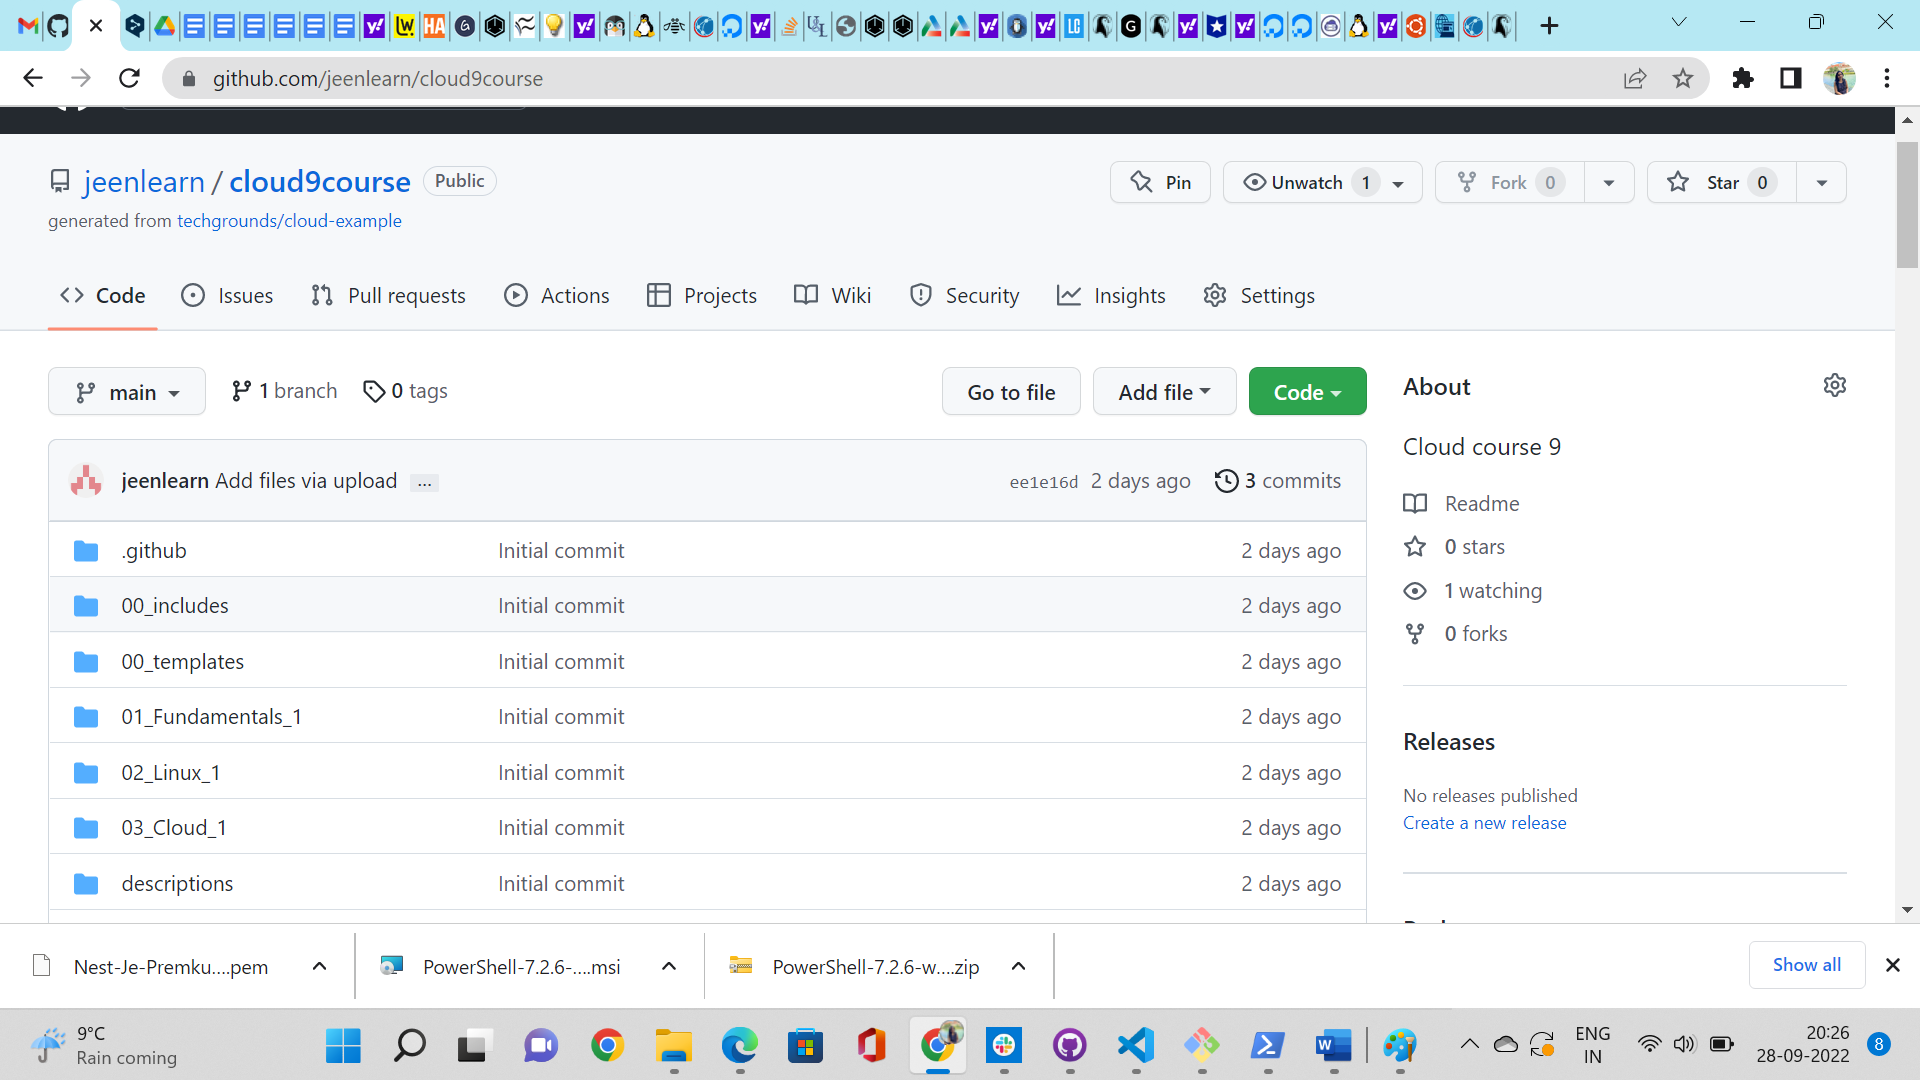 github.com/jeenlearn/cloud9course
jeenlearn / cloud9course Public
Pin
Unwatch 1
Fork 0
Star 0
generated from techgrounds/cloud-example
Code Issues Pull requests Actions Projects Wiki Security Insights Settings
main 1 branch 0 tags
Go to file Add file Code
About
Cloud course 9
Readme
0 stars
1 watching
0 forks
Releases
No releases published
Create a new release
jeenlearn Add files via upload ... ee1e16d 2 days ago 3 commits
.github Initial commit 2 days ago
00_includes Initial commit 2 days ago
00_templates Initial commit 2 days ago
01_Fundamentals_1 Initial commit 2 days ago
02_Linux_1 Initial commit 2 days ago
03_Cloud_1 Initial commit 2 days ago
descriptions Initial commit 2 days ago
Nest-Je-Premku....pem
PowerShell-7.2.6-....msi
PowerShell-7.2.6-w....zip
Show all
9°C
Rain coming
ENG
IN
20:26
28-09-2022
8